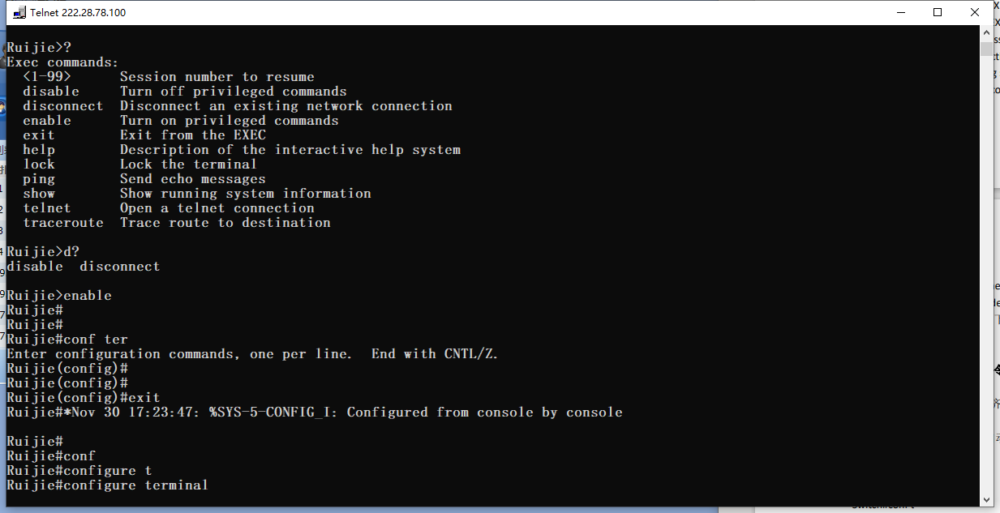 Telnet 222.28.78.100
Ruijie>?
Exec commands:
  <1-99>      Session number to resume
  disable     Turn off privileged commands
  disconnect  Disconnect an existing network connection
  enable      Turn on privileged commands
  exit        Exit from the EXEC
  help        Description of the interactive help system
  lock        Lock the terminal
  ping        Send echo messages
  show        Show running system information
  telnet      Open a telnet connection
  traceroute  Trace route to destination
Ruijie>d?
disable  disconnect
Ruijie>enable
Ruijie#
Ruijie#
Ruijie#conf ter
Enter configuration commands, one per line.  End with CNTL/Z.
Ruijie(config)#
Ruijie(config)#
Ruijie(config)#exit
Ruijie#*Nov 30 17:23:47: %SYS-5-CONFIG_I: Configured from console by console
Ruijie#
Ruijie#conf
Ruijie#configure t
Ruijie#configure terminal